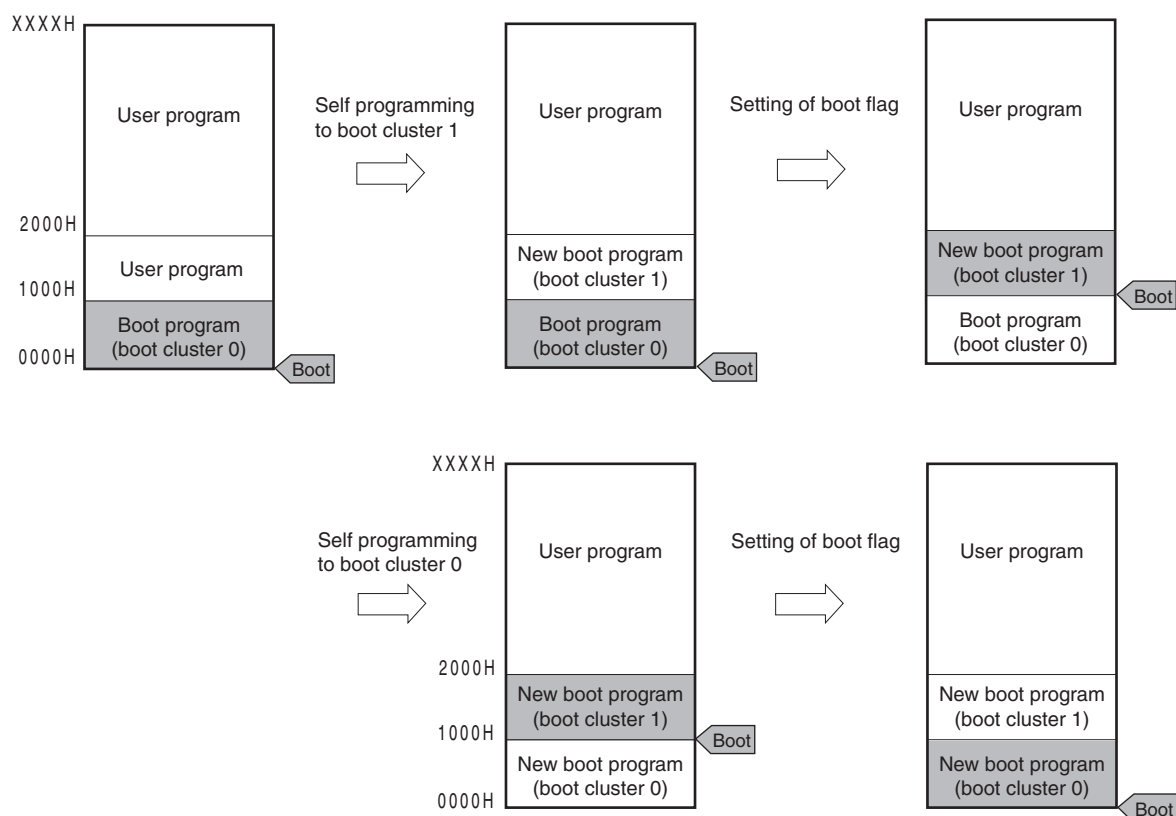 XXXXH
User program
2000H
User program
1000H
Boot program
(boot cluster 0)
0000H
Boot
Self programming
to boot cluster 1
User program
New boot program
(boot cluster 1)
Boot program
(boot cluster 0)
Boot
Setting of boot flag
User program
New boot program
(boot cluster 1)
Boot
Boot program
(boot cluster 0)
Self programming
to boot cluster 0
XXXXH
User program
2000H
New boot program
(boot cluster 1)
1000H
Boot
New boot program
(boot cluster 0)
0000H
Setting of boot flag
User program
New boot program
(boot cluster 1)
New boot program
(boot cluster 0)
Boot